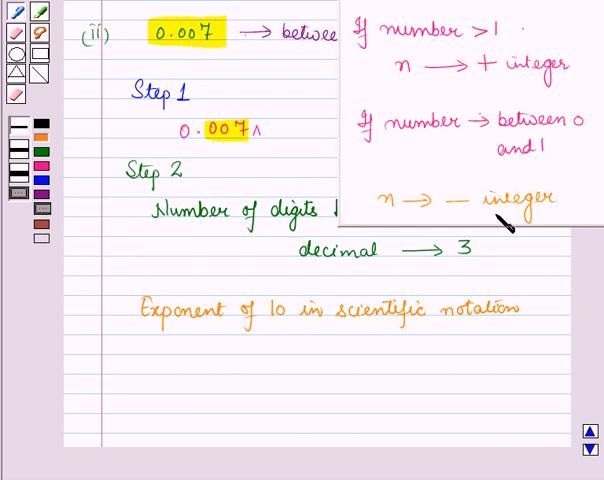 (ii) 0.007 → between
Step 1
0.007∧
Step 2
Number of digits
decimal → 3
Exponent of 10 in scientific notation
If number >1
n → + integer
If number → between 0
and 1
n → – integer